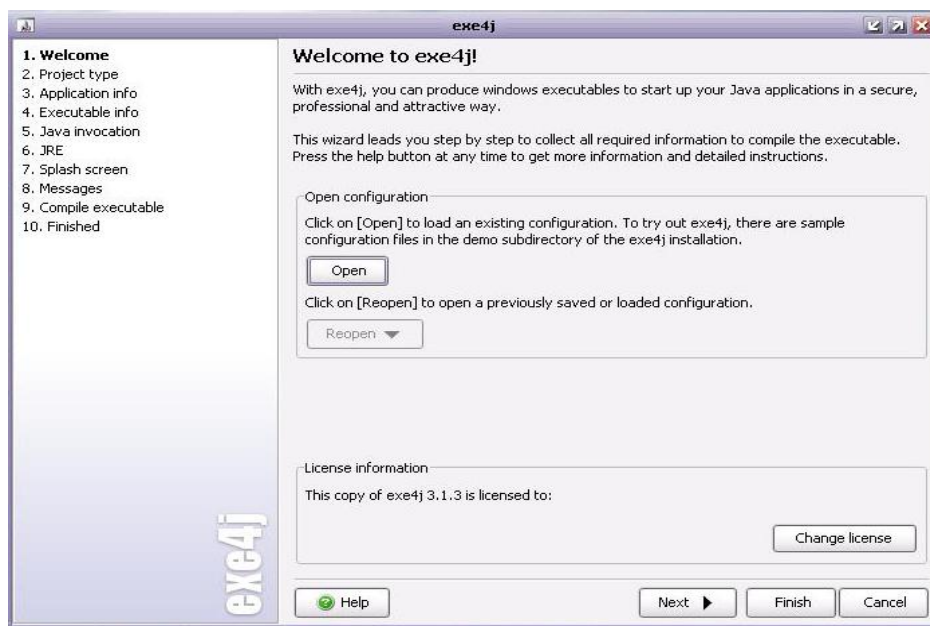 exe4j
1. Welcome
2. Project type
3. Application info
4. Executable info
5. Java invocation
6. JRE
7. Splash screen
8. Messages
9. Compile executable
10. Finished
exe4j
Welcome to exe4j!
With exe4j, you can produce windows executables to start up your Java applications in a secure,
professional and attractive way.
This wizard leads you step by step to collect all required information to compile the executable.
Press the help button at any time to get more information and detailed instructions.
Open configuration
Click on [Open] to load an existing configuration. To try out exe4j, there are sample
configuration files in the demo subdirectory of the exe4j installation.
Open
Click on [Reopen] to open a previously saved or loaded configuration.
Reopen
License information
This copy of exe4j 3.1.3 is licensed to:
Change license
Help
Next
Finish
Cancel